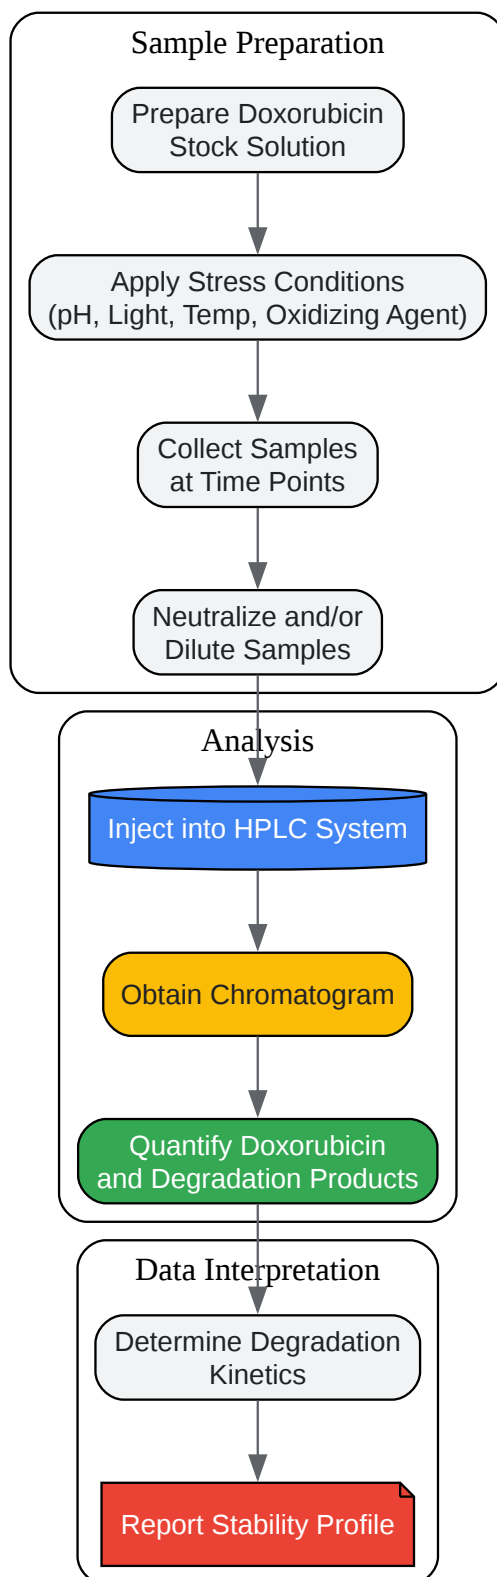 Sample Preparation
Prepare Doxorubicin
Stock Solution
Apply Stress Conditions
(pH, Light, Temp, Oxidizing Agent)
Collect Samples
at Time Points
Neutralize and/or
Dilute Samples
Analysis
Inject into HPLC System
Obtain Chromatogram
Quantify Doxorubicin
and Degradation Products
Data Interpretation
Determine Degradation
Kinetics
Report Stability Profile